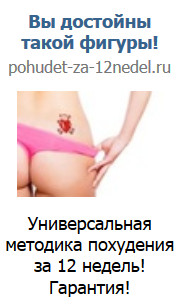 Вы достойны
такой фигуры!
pohudet-za-12nedel.ru
Универсальная
методика похудения
за 12 недель!
Гарантия!